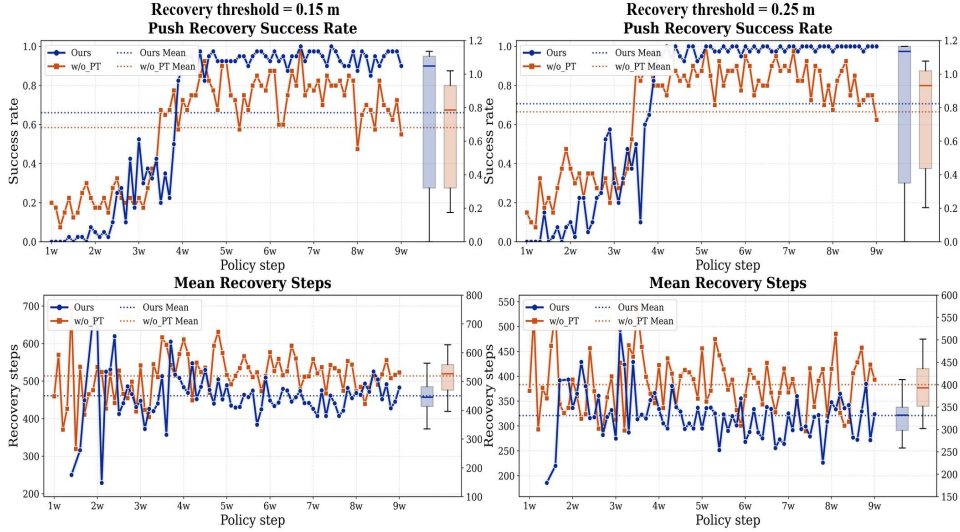 Recovery threshold = 0.15 m
Push Recovery Success Rate
Ours
w/o_PT
Ours Mean
w/o_PT Mean
Success rate
1.0
0.8
0.6
0.4
0.2
0.0
1.2
1.0
0.8
0.6
0.4
0.2
0.0
1w 2w 3w 4w 5w 6w 7w 8w 9w
Policy step
Recovery threshold = 0.25 m
Push Recovery Success Rate
Ours
w/o_PT
Ours Mean
w/o_PT Mean
Success rate
1.0
0.8
0.6
0.4
0.2
0.0
1.2
1.0
0.8
0.6
0.4
0.2
0.0
1w 2w 3w 4w 5w 6w 7w 8w 9w
Policy step
Mean Recovery Steps
Ours
w/o_PT
Ours Mean
w/o_PT Mean
Recovery steps
700
600
500
400
300
200
800
700
600
500
400
300
200
100
1w 2w 3w 4w 5w 6w 7w 8w 9w
Policy step
Mean Recovery Steps
Ours
w/o_PT
Ours Mean
w/o_PT Mean
Recovery steps
550
500
450
400
350
300
250
200
600
550
500
450
400
350
300
250
200
150
1w 2w 3w 4w 5w 6w 7w 8w 9w
Policy step